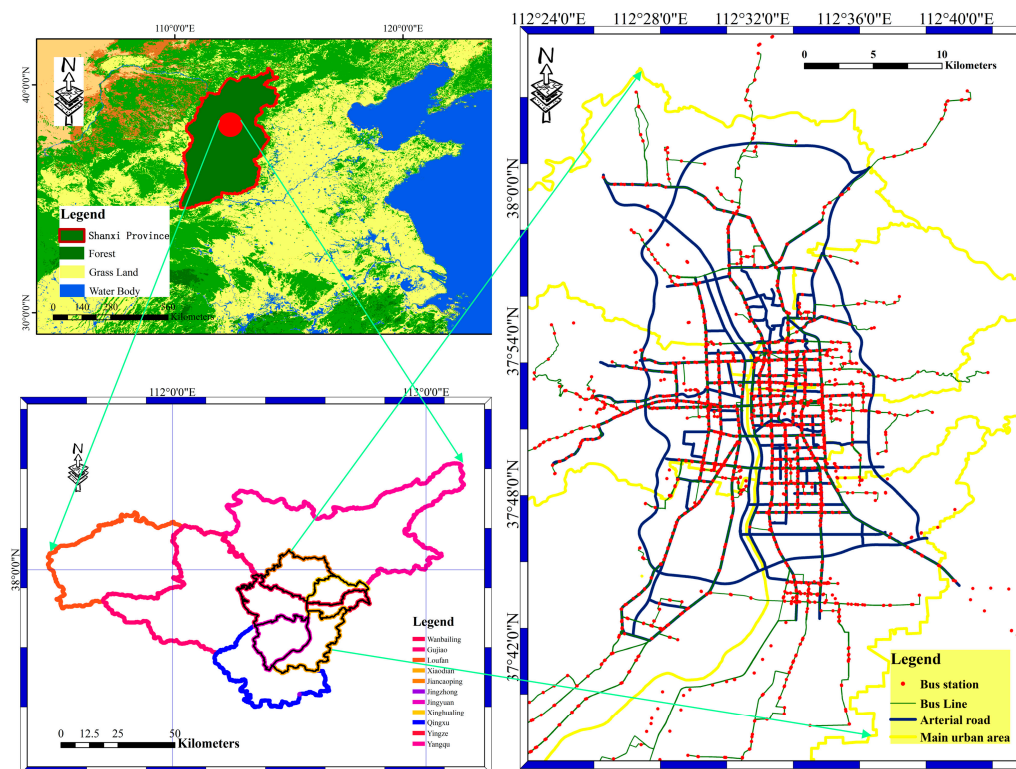 110°0'0"E
120°0'0"E
40°0'0"N
30°0'0"N
N
Legend
Shanxi Province
Forest
Grass Land
Water Body
0 140 280 560
Kilometers
112°0'0"E
113°0'0"E
38°0'0"N
N
Legend
Wanbailing
Gujiao
Loufan
Xiaodian
Jiancaoping
Jingzhong
Jingyuan
Xinghualing
Qingxu
Yingze
Yangqu
0 12.5 25 50
Kilometers
112°24'0"E
112°28'0"E
112°32'0"E
112°36'0"E
112°40'0"E
N
0 5 10
Kilometers
38°0'0"N
37°54'0"N
37°48'0"N
37°42'0"N
Legend
Bus station
Bus Line
Arterial road
Main urban area